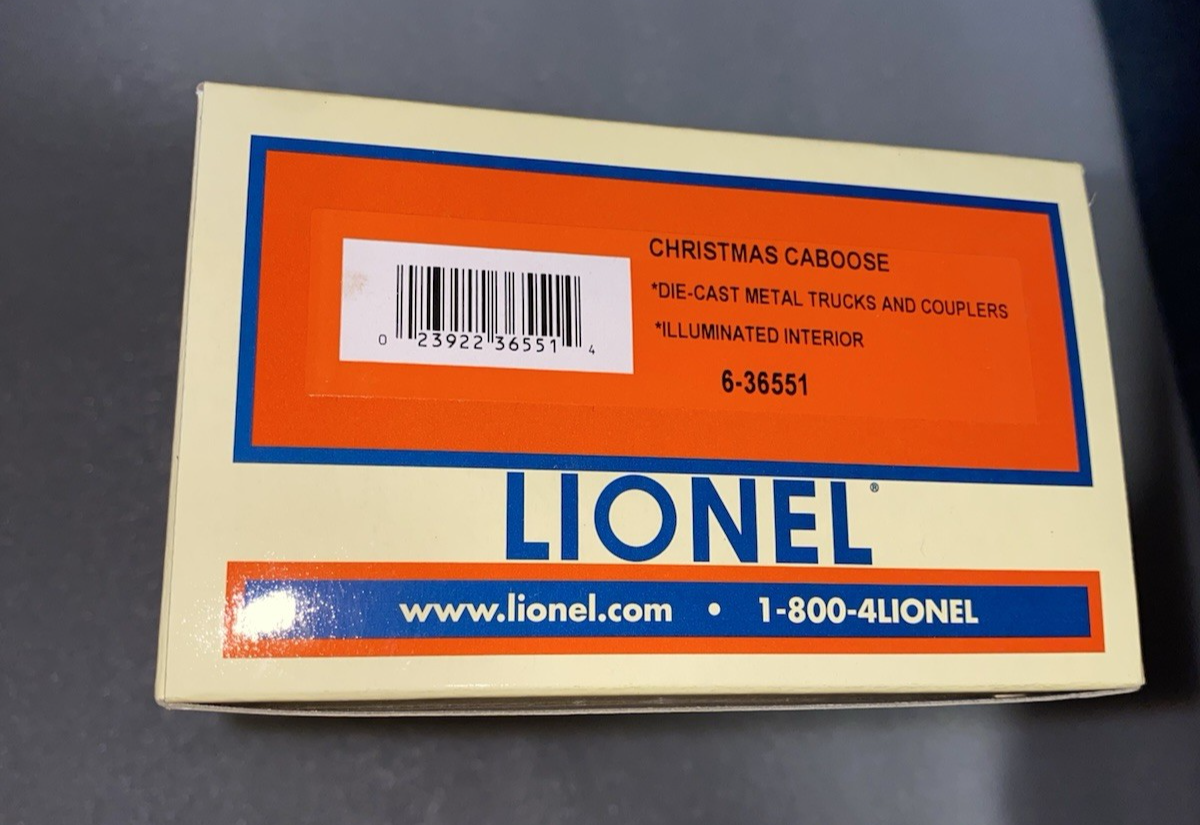 CHRISTMAS CABOOSE
*DIE-CAST METAL TRUCKS AND COUPLERS
*ILLUMINATED INTERIOR
6-36551
0 23922 36551 4
LIONEL®
www.lionel.com • 1-800-4LIONEL